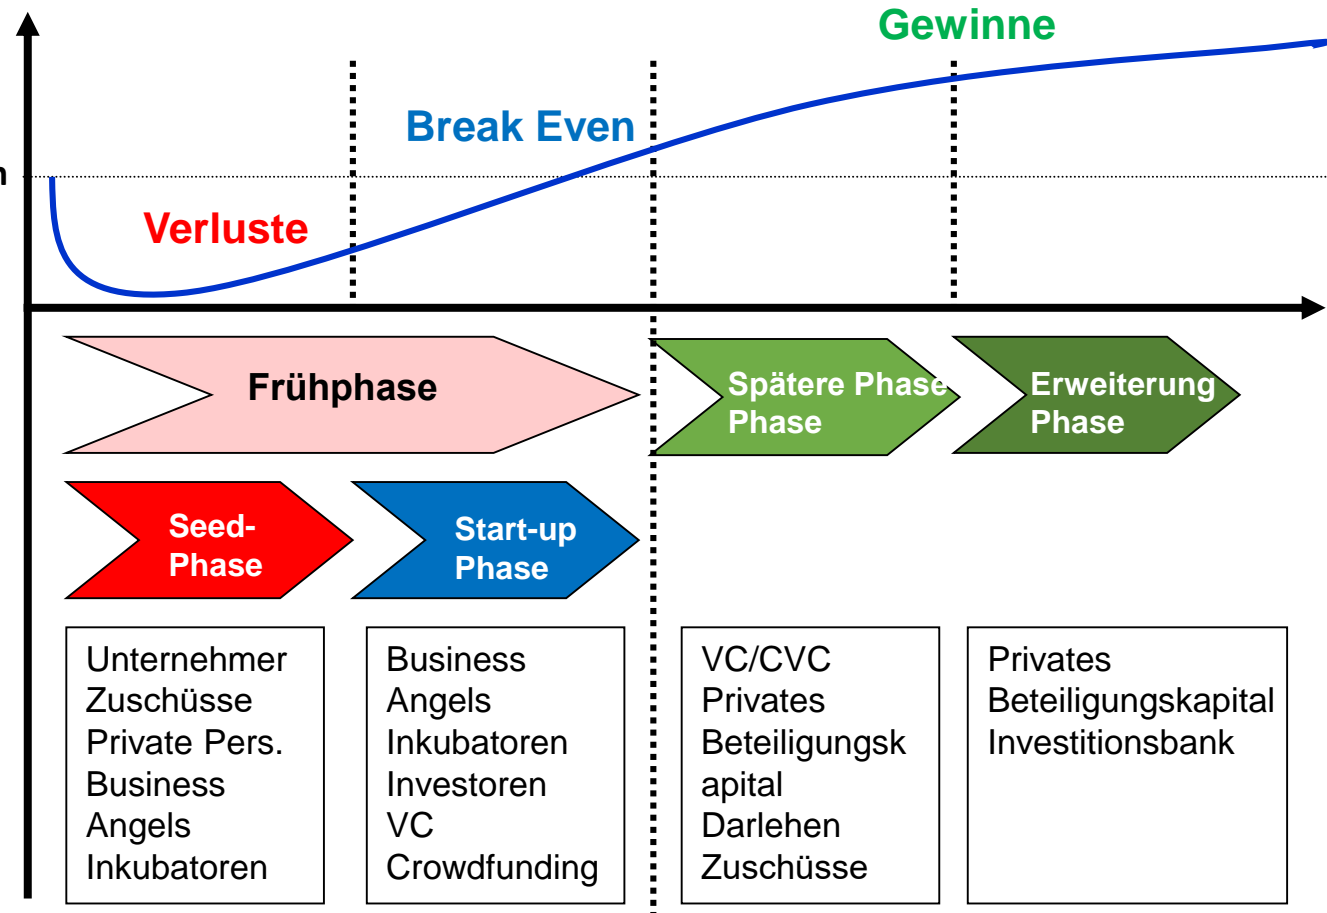 Gewinne
Break Even
Verluste
Frühphase
Spätere Phase
Phase
Erweiterung
Phase
Seed-
Phase
Start-up
Phase
Unternehmer
Zuschüsse
Private Pers.
Business
Angels
Inkubatoren
Business
Angels
Inkubatoren
Investoren
VC
Crowdfunding
VC/CVC
Privates
Beteiligungsk
apital
Darlehen
Zuschüsse
Privates
Beteiligungskapital
Investitionsbank